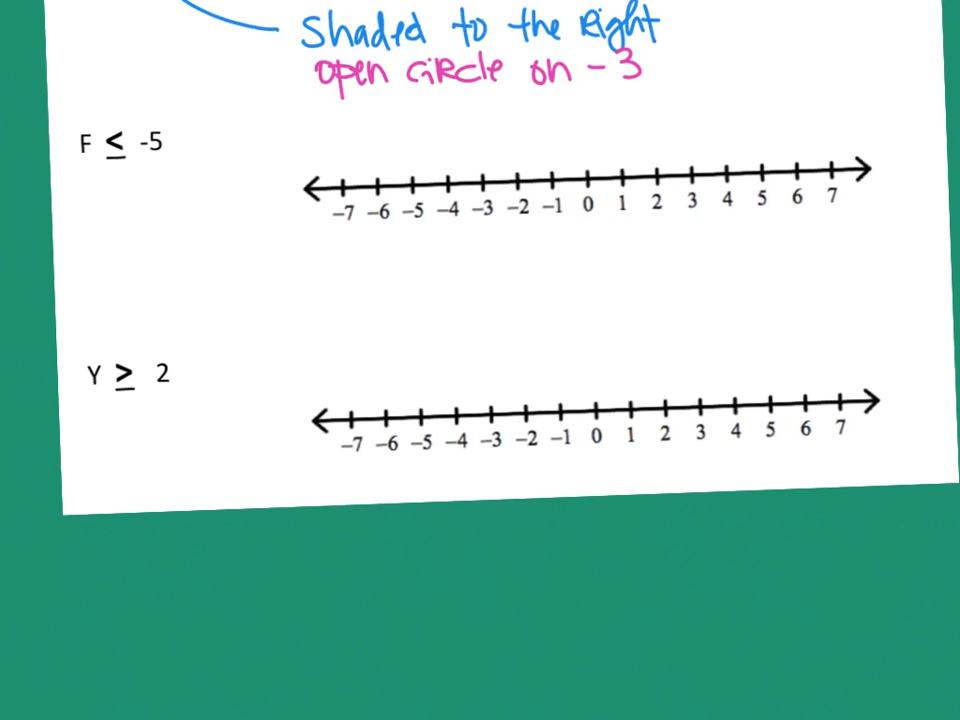 Shaded to the Right
open circle on -3
F ≤ -5
–7 –6 –5 –4 –3 –2 –1 0 1 2 3 4 5 6 7
Y ≥ 2
–7 –6 –5 –4 –3 –2 –1 0 1 2 3 4 5 6 7